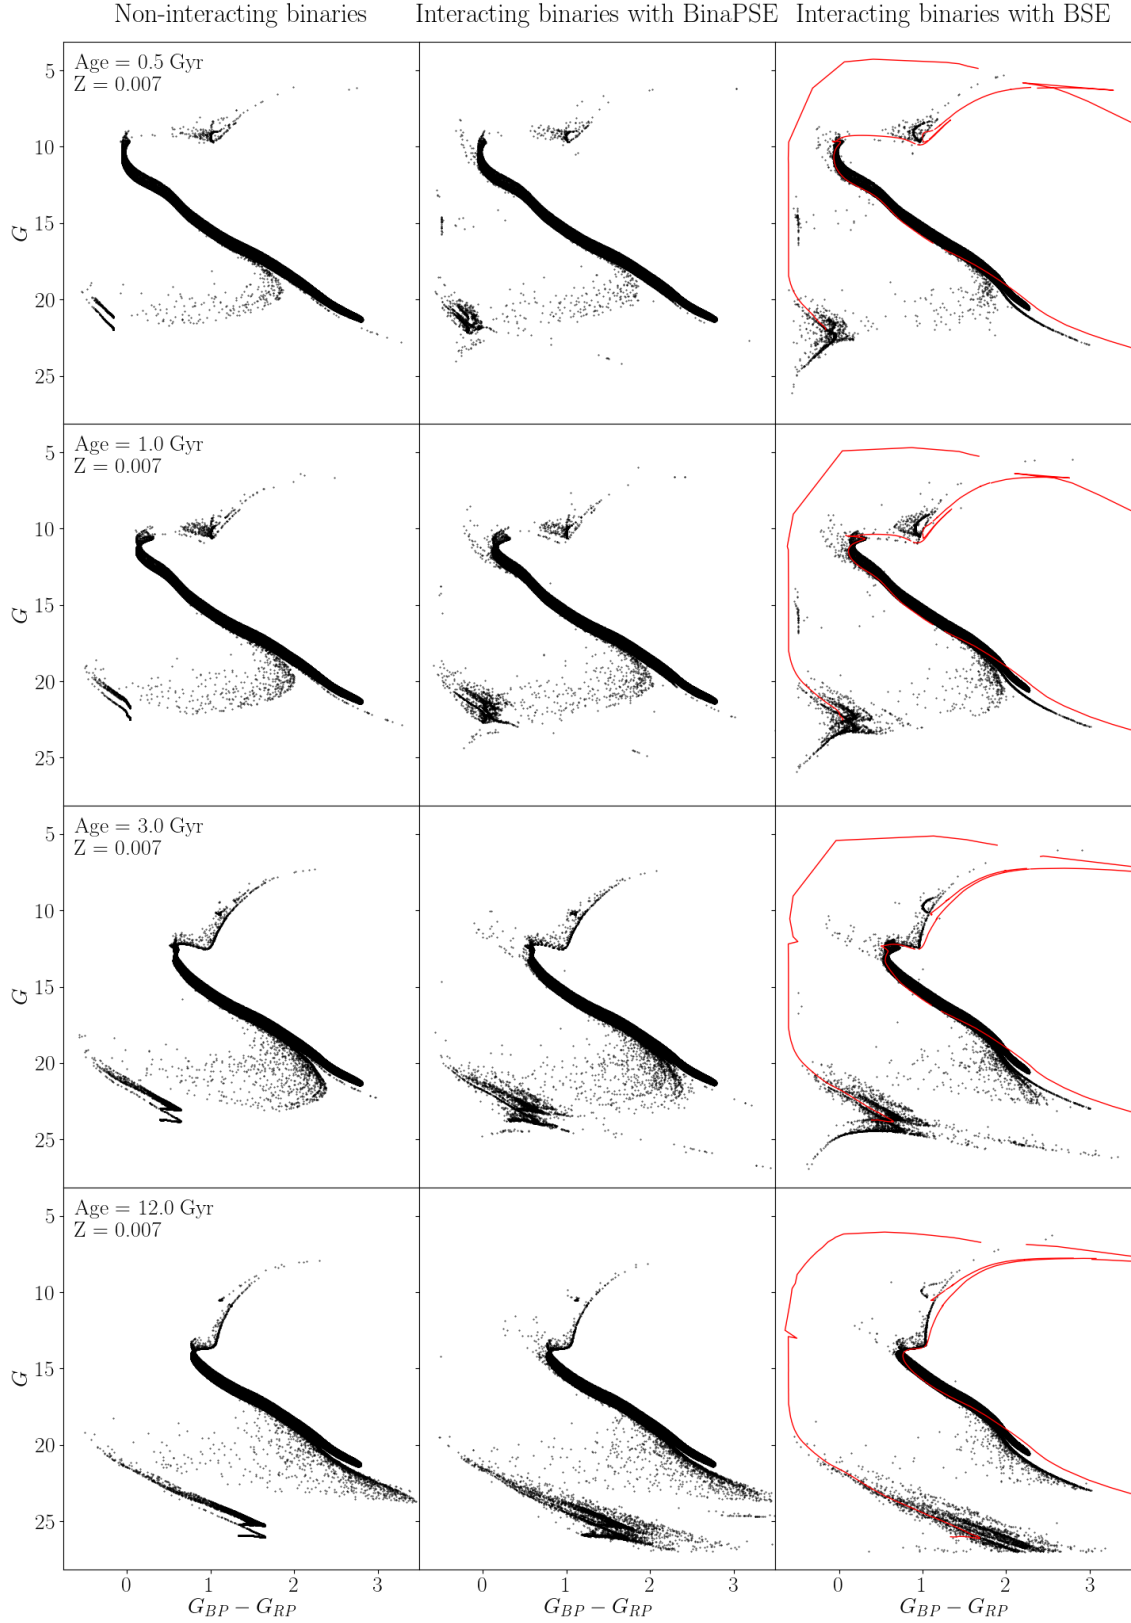 Non-interacting binaries Interacting binaries with BinaPSE Interacting binaries with BSE
Age = 0.5 Gyr
Z = 0.007
5
10
15
20
25
G
Age = 1.0 Gyr
Z = 0.007
5
10
15
20
25
G
Age = 3.0 Gyr
Z = 0.007
5
10
15
20
25
G
Age = 12.0 Gyr
Z = 0.007
5
10
15
20
25
G
0 1 2 3 0 1 2 3 0 1 2 3
G_BP − G_RP G_BP − G_RP G_BP − G_RP